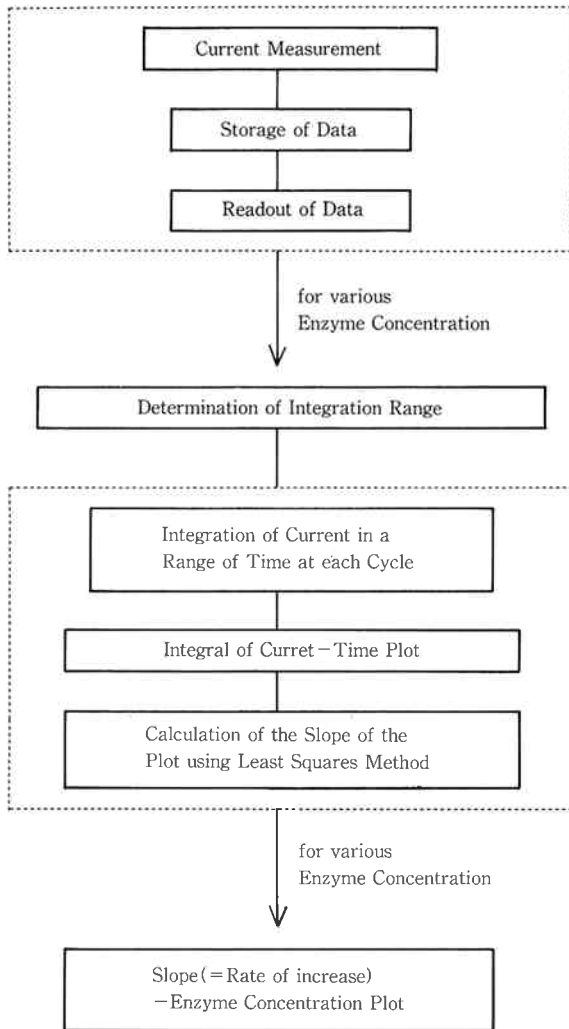 Current Measurement
Storage of Data
Readout of Data
for various
Enzyme Concentration
Determination of Integration Range
Integration of Current in a
Range of Time at each Cycle
Integral of Curret－Time Plot
Calculation of the Slope of the
Plot using Least Squares Method
for various
Enzyme Concentration
Slope(=Rate of increase)
－Enzyme Concentration Plot